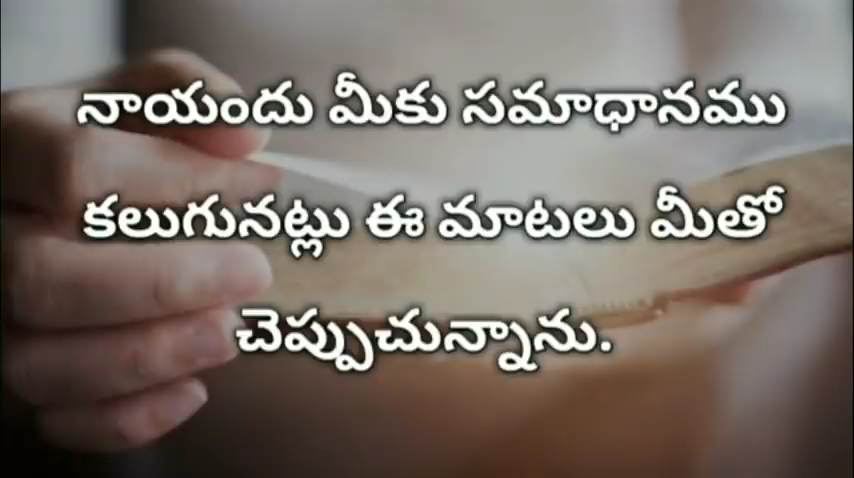 నాయందు మీకు సమాధానము
కలుగునట్లు ఈ మాటలు మీతో
చెప్పుచున్నాను.